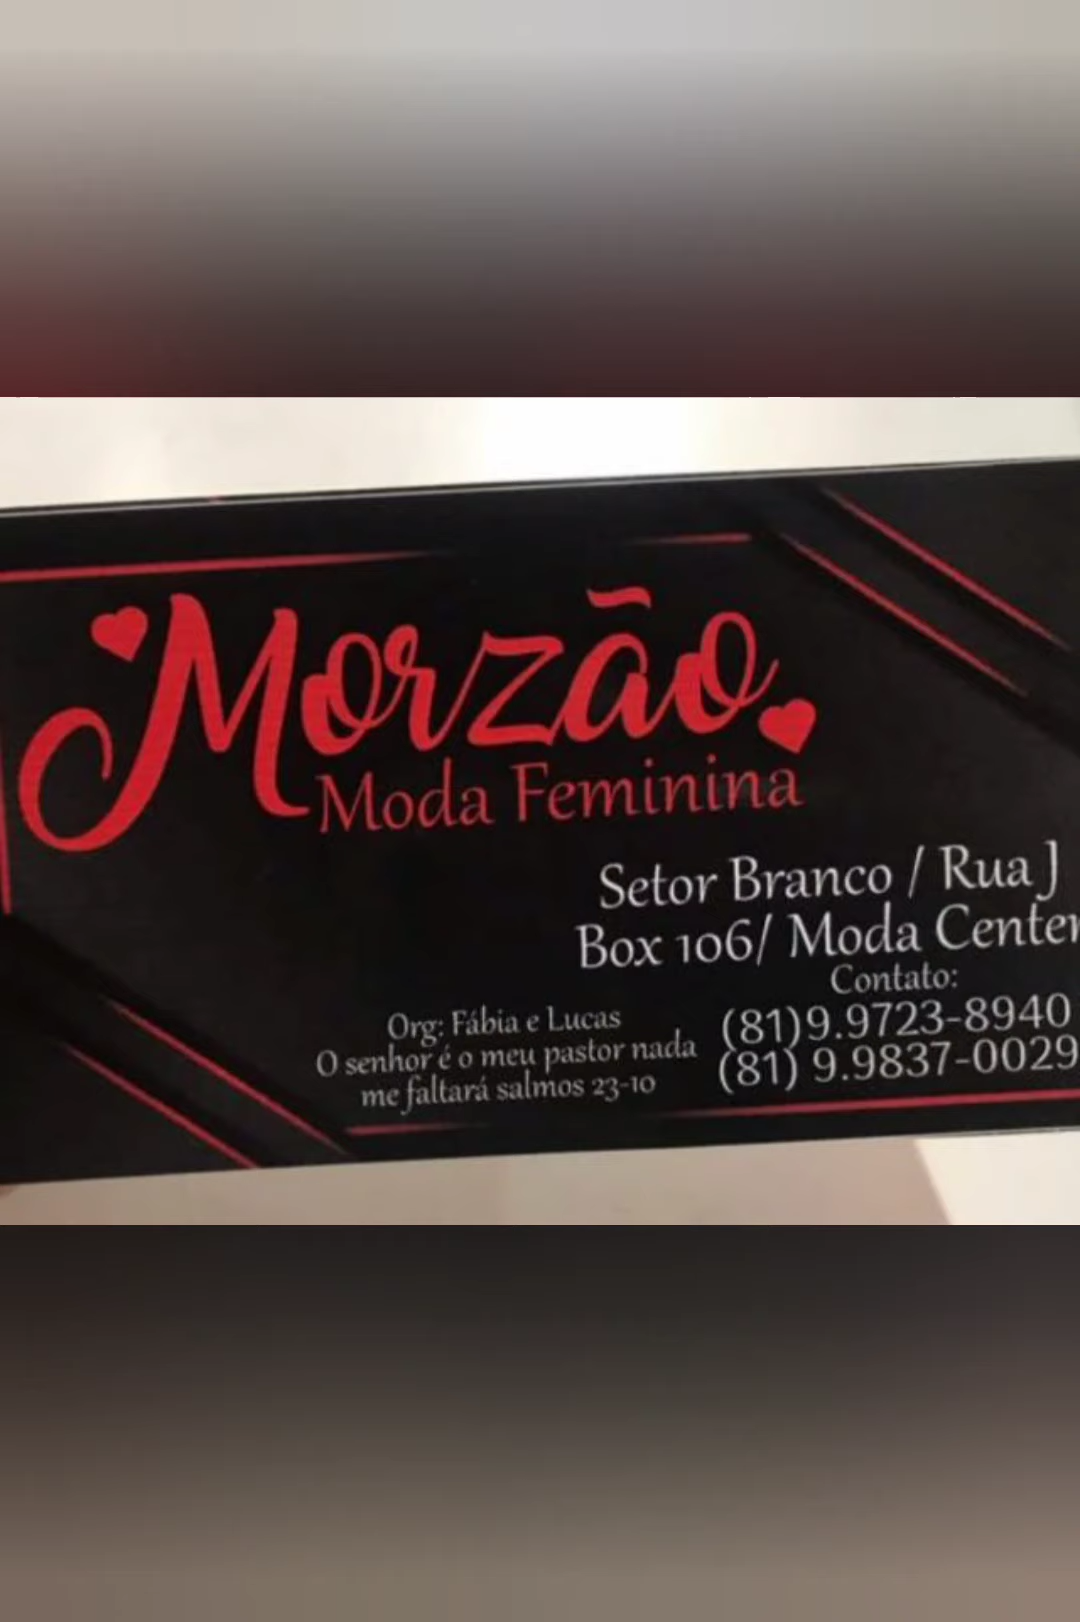 Morzão
Moda Feminina
Setor Branco / Rua J
Box 106/ Moda Center
Contato:
(81)9.9723-8940
(81) 9.9837-0029
Org: Fábia e Lucas
O senhor é o meu pastor nada
me faltará salmos 23-10